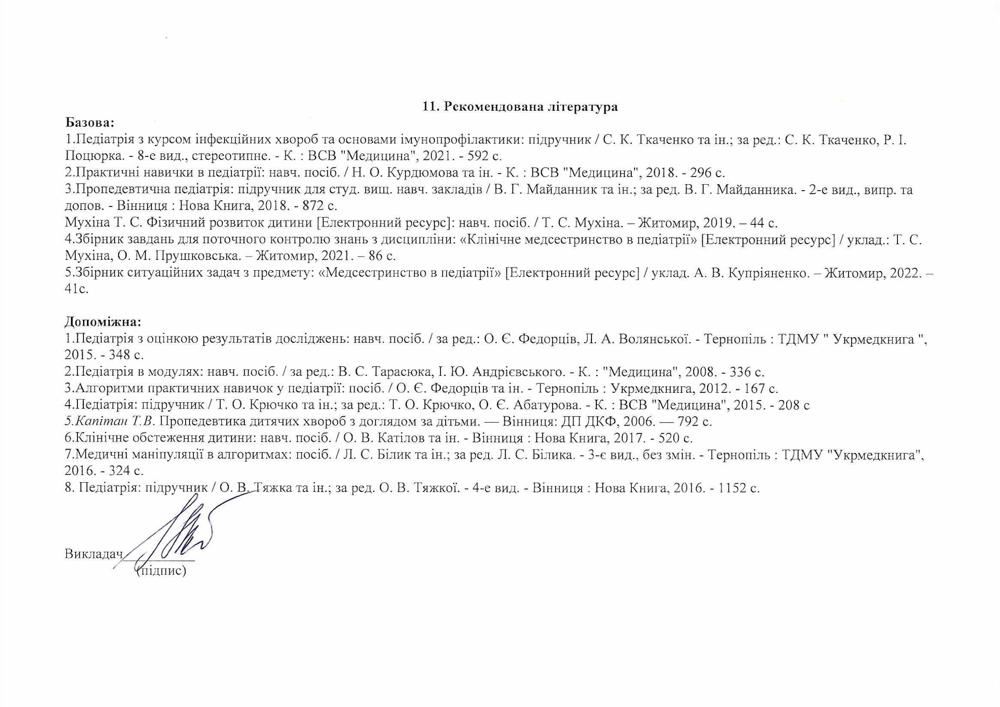 11. Рекомендована література
Базова:
1.Педіатрія з курсом інфекційних хвороб та основами імунопрофілактики: підручник / С. К. Ткаченко та ін.; за ред.: С. К. Ткаченко, Р. І.
Поцюрка. - 8-е вид., стереотипне. - К. : ВСВ "Медицина", 2021. - 592 с.
2.Практичні навички в педіатрії: навч. посіб. / Н. О. Курдюмова та ін. - К. : ВСВ "Медицина", 2018. - 296 с.
3.Пропедевтична педіатрія: підручник для студ. вищ. навч. закладів / В. Г. Майданник та ін.; за ред. В. Г. Майданника. - 2-е вид., випр. та
допов. - Вінниця : Нова Книга, 2018. - 872 с.
Мухіна Т. С. Фізичний розвиток дитини [Електронний ресурс]: навч. посіб. / Т. С. Мухіна. – Житомир, 2019. – 44 с.
4.Збірник завдань для поточного контролю знань з дисципліни: «Клінічне медсестринство в педіатрії» [Електронний ресурс] / уклад.: Т. С.
Мухіна, О. М. Прушковська. – Житомир, 2021. – 86 с.
5.Збірник ситуаційних задач з предмету: «Медсестринство в педіатрії» [Електронний ресурс] / уклад. А. В. Купріяненко. – Житомир, 2022. –
41с.
Допоміжна:
1.Педіатрія з оцінкою результатів досліджень: навч. посіб. / за ред.: О. Є. Федорців, Л. А. Волянської. - Тернопіль : ТДМУ " Укрмедкнига ",
2015. - 348 с.
2.Педіатрія в модулях: навч. посіб. / за ред.: В. С. Тарасюка, І. Ю. Андрієвського. - К. : "Медицина", 2008. - 336 с.
3.Алгоритми практичних навичок у педіатрії: посіб. / О. Є. Федорців та ін. - Тернопіль : Укрмедкнига, 2012. - 167 с.
4.Педіатрія: підручник / Т. О. Крючко та ін.; за ред.: Т. О. Крючко, О. Є. Абатурова. - К. : ВСВ "Медицина", 2015. - 208 с
5.Капітан Т.В. Пропедевтика дитячих хвороб з доглядом за дітьми. — Вінниця: ДП ДКФ, 2006. — 792 с.
6.Клінічне обстеження дитини: навч. посіб. / О. В. Катілов та ін. - Вінниця : Нова Книга, 2017. - 520 с.
7.Медичні маніпуляції в алгоритмах: посіб. / Л. С. Білик та ін.; за ред. Л. С. Білика. - 3-є вид., без змін. - Тернопіль : ТДМУ "Укрмедкнига",
2016. - 324 с.
8. Педіатрія: підручник / О. В. Тяжка та ін.; за ред. О. В. Тяжкої. - 4-е вид. - Вінниця : Нова Книга, 2016. - 1152 с.
Викладач__________
(підпис)